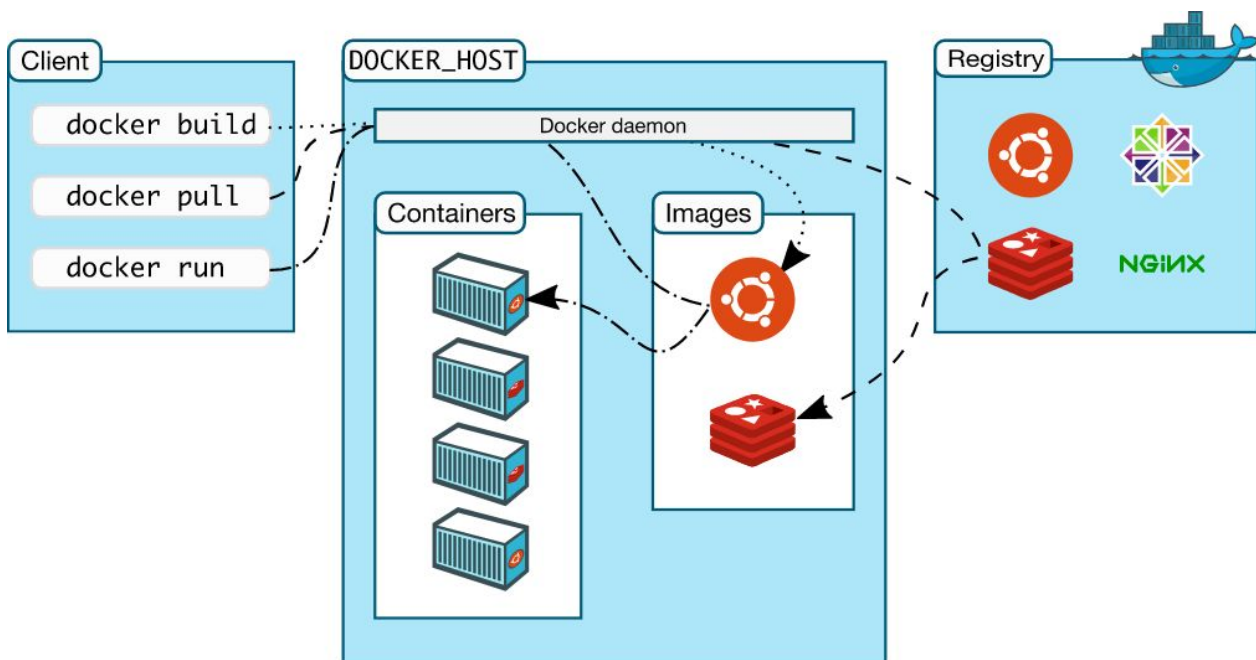 Client
docker build
docker pull
docker run
DOCKER_HOST
Docker daemon
Containers
Images
Registry
NGiNX